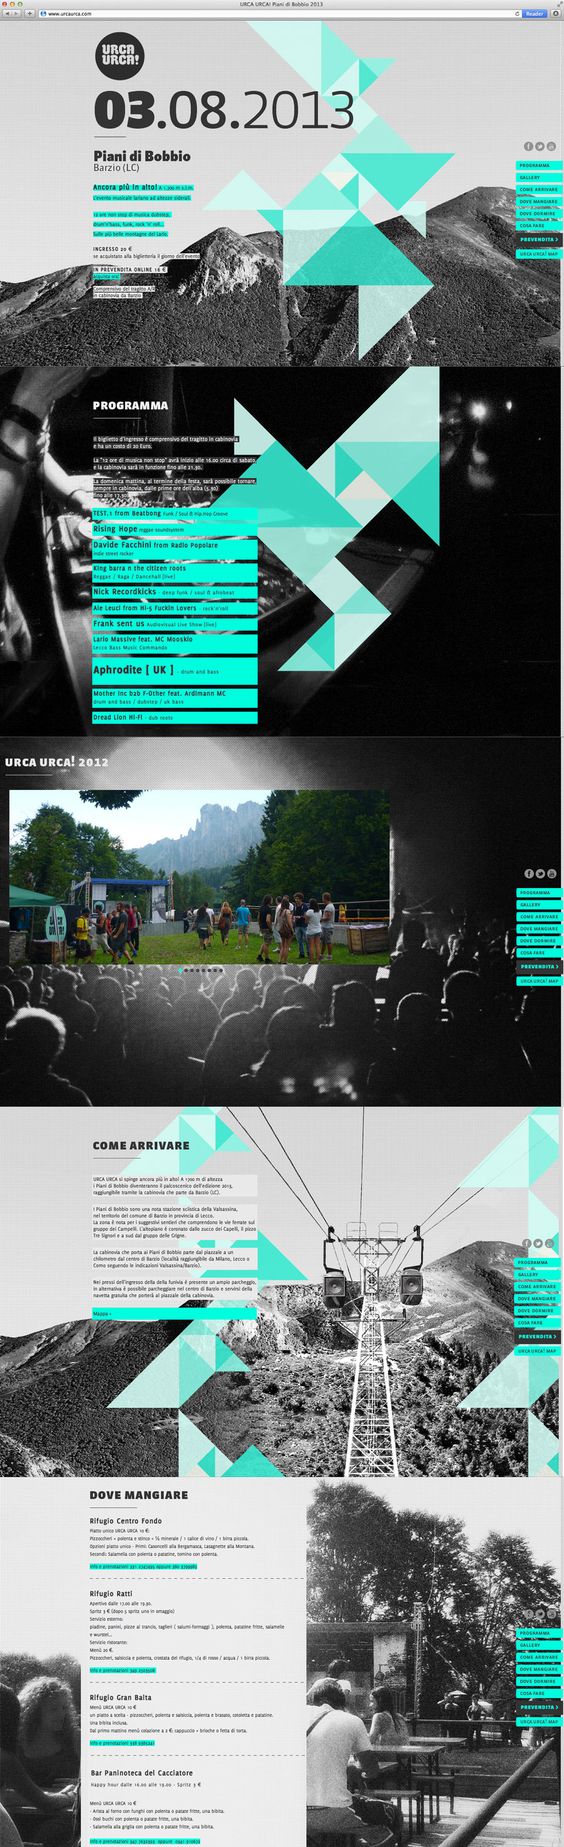 URCA URCA! Piani di Bobbio 2013
www.urcaurca.com
Reader
URCA
URCA!
03.08.2013
Piani di Bobbio
Barzio (LC)
Ancora più in alto! A 1.700 m s.l.m.
L'evento musicale lariano ad altezze siderali.
12 ore non stop di musica dubstep,
drum'n'bass, funk, rock 'n' roll...
Sulle più belle montagne del Lario.
INGRESSO 20 €
se acquistato alla biglietteria il giorno dell'evento
IN PREVENDITA ONLINE 16 €
Acquista ora!
Comprensivo del tragitto A/R
in cabinovia da Barzio
PROGRAMMA
GALLERY
COME ARRIVARE
DOVE MANGIARE
DOVE DORMIRE
COSA FARE
PREVENDITA >
URCA URCA! MAP
PROGRAMMA
Il biglietto d'ingresso è comprensivo del tragitto in cabinovia
e ha un costo di 20 Euro.
La "12 ore di musica non stop" avrà inizio alle 16.00 circa di sabato,
e la cabinovia sarà in funzione fino alle 21.30.
La domenica mattina, al termine della festa, sarà possibile tornare,
sempre in cabinovia, dalle prime ore dell'alba (5.30)
fino alle 17.30.
TEST.1 from Beatbong Funk / Soul & Hip.Hop Groove
Rising Hope reggae soundsystem
Davide Facchini from Radio Popolare
indie street rocker
King barra n the citizen roots
Reggae / Raga / Dancehall [live]
Nick Recordkicks - deep funk / soul & afrobeat
Ale Leuci from Hi-5 Fuckin Lovers - rock'n'roll
Frank sent us Audiovisual Live Show [live]
Lario Massive feat. MC Mooskio
Lecco Bass Music Commando
Aphrodite [ UK ] - drum and bass
Mother Inc b2b F-Other feat. Ardimann MC
drum and bass / dubstep / uk bass
Dread Lion Hi-Fi - dub roots
URCA URCA! 2012
URCA
URCA!
PROGRAMMA
GALLERY
COME ARRIVARE
DOVE MANGIARE
DOVE DORMIRE
COSA FARE
PREVENDITA >
URCA URCA! MAP
COME ARRIVARE
URCA URCA si spinge ancora più in alto! A 1700 m di altezza
i Piani di Bobbio diventeranno il palcoscenico dell'edizione 2013,
raggiungibile tramite la cabinovia che parte da Barzio (LC).
I Piani di Bobbio sono una nota stazione sciistica della Valsassina,
nel territorio del comune di Barzio in provincia di Lecco.
La zona è nota per i suggestivi sentieri che comprendono le vie ferrate sul
gruppo dei Campelli. L'altopiano è coronato dallo zucco dei Capelli, il pizzo
Tre Signori e a sud dal gruppo delle Grigne.
La cabinovia che porta ai Piani di Bobbio parte dal piazzale a un
chilometro dal centro di Barzio (località raggiungibile da Milano, Lecco o
Como seguendo le indicazioni Valsassina/Barzio).
Nei pressi dell'ingresso della della funivia è presente un ampio parcheggio,
in alternativa è possibile parcheggiare nel centro di Barzio e servirsi della
navetta gratuita che porterà al piazzale della cabinovia.
Mappa »
PROGRAMMA
GALLERY
COME ARRIVARE
DOVE MANGIARE
DOVE DORMIRE
COSA FARE
PREVENDITA >
URCA URCA! MAP
DOVE MANGIARE
Rifugio Centro Fondo
Piatto unico URCA URCA 10 €:
Pizzoccheri + polenta e stinco + ½ minerale / 1 calice di vino / 1 birra piccola.
Opzioni piatto unico - Primi: Casoncelli alla Bergamasca, Lasagnette alla Montana.
Secondi: Salamella con polenta o patatine, tomino con polenta.
Info e prenotazioni
Rifugio Ratti
Aperitivo dalle 17.00 alle 19.30.
Spritz 3 € (dopo 5 spritz uno in omaggio)
Servizio esterno:
piadine, panini, pizze al trancio, taglieri ( salumi-formaggi ), polenta, patatine fritte, salamelle
e wurstel...
Servizio ristorante:
Menù 20 €.
Pizzoccheri, salsiccia e polenta, crostata del rifugio, 1/4 di rosso / acqua / 1 birra piccola.
Info e prenotazioni
Rifugio Gran Baita
Menù URCA URCA 10 €
un piatto a scelta - pizzoccheri, polenta e salsiccia, polenta e brasato, cotoletta e patatine.
Una bibita inclusa.
Dal primo mattino menù colazione a 2 €: cappuccio + brioche o fetta di torta.
Info e prenotazioni
Bar Paninoteca del Cacciatore
Happy hour dalle 16.00 alle 19.00 - Spritz 3 €
Menù URCA URCA 10 €:
- Arista al forno con funghi con polenta o patate fritte, una bibita.
- Ossi buchi con polenta o patate fritte, una bibita.
- Salamella alla griglia con polenta o patate fritte, una bibita.
Info e prenotazioni
PROGRAMMA
GALLERY
COME ARRIVARE
DOVE MANGIARE
DOVE DORMIRE
COSA FARE
PREVENDITA >
URCA URCA! MAP